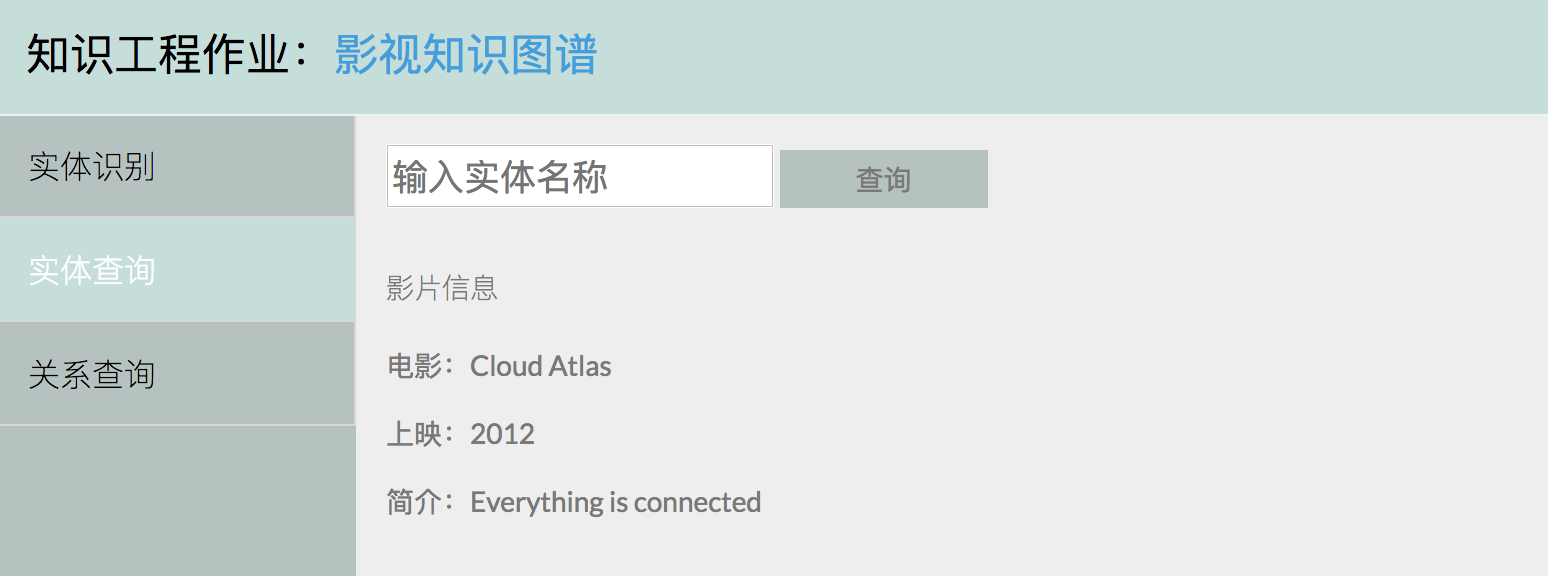 知识工程作业：影视知识图谱
实体识别
实体查询
关系查询
输入实体名称
查询
影片信息
电影：Cloud Atlas
上映：2012
简介：Everything is connected